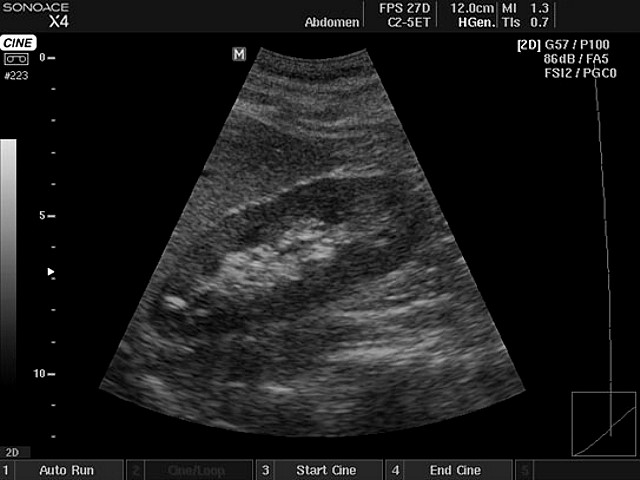 SONOACE
X4
Abdomen
FPS 27D
C2-5ET
12.0cm
HGen.
MI 1.3
TIs 0.7
CINE
#223
M
[2D] G57 / P100
86dB / FA5
FSI2 / PGC0
0
5
10
2D
1 Auto Run
2 Cine/Loop
3 Start Cine
4 End Cine
5